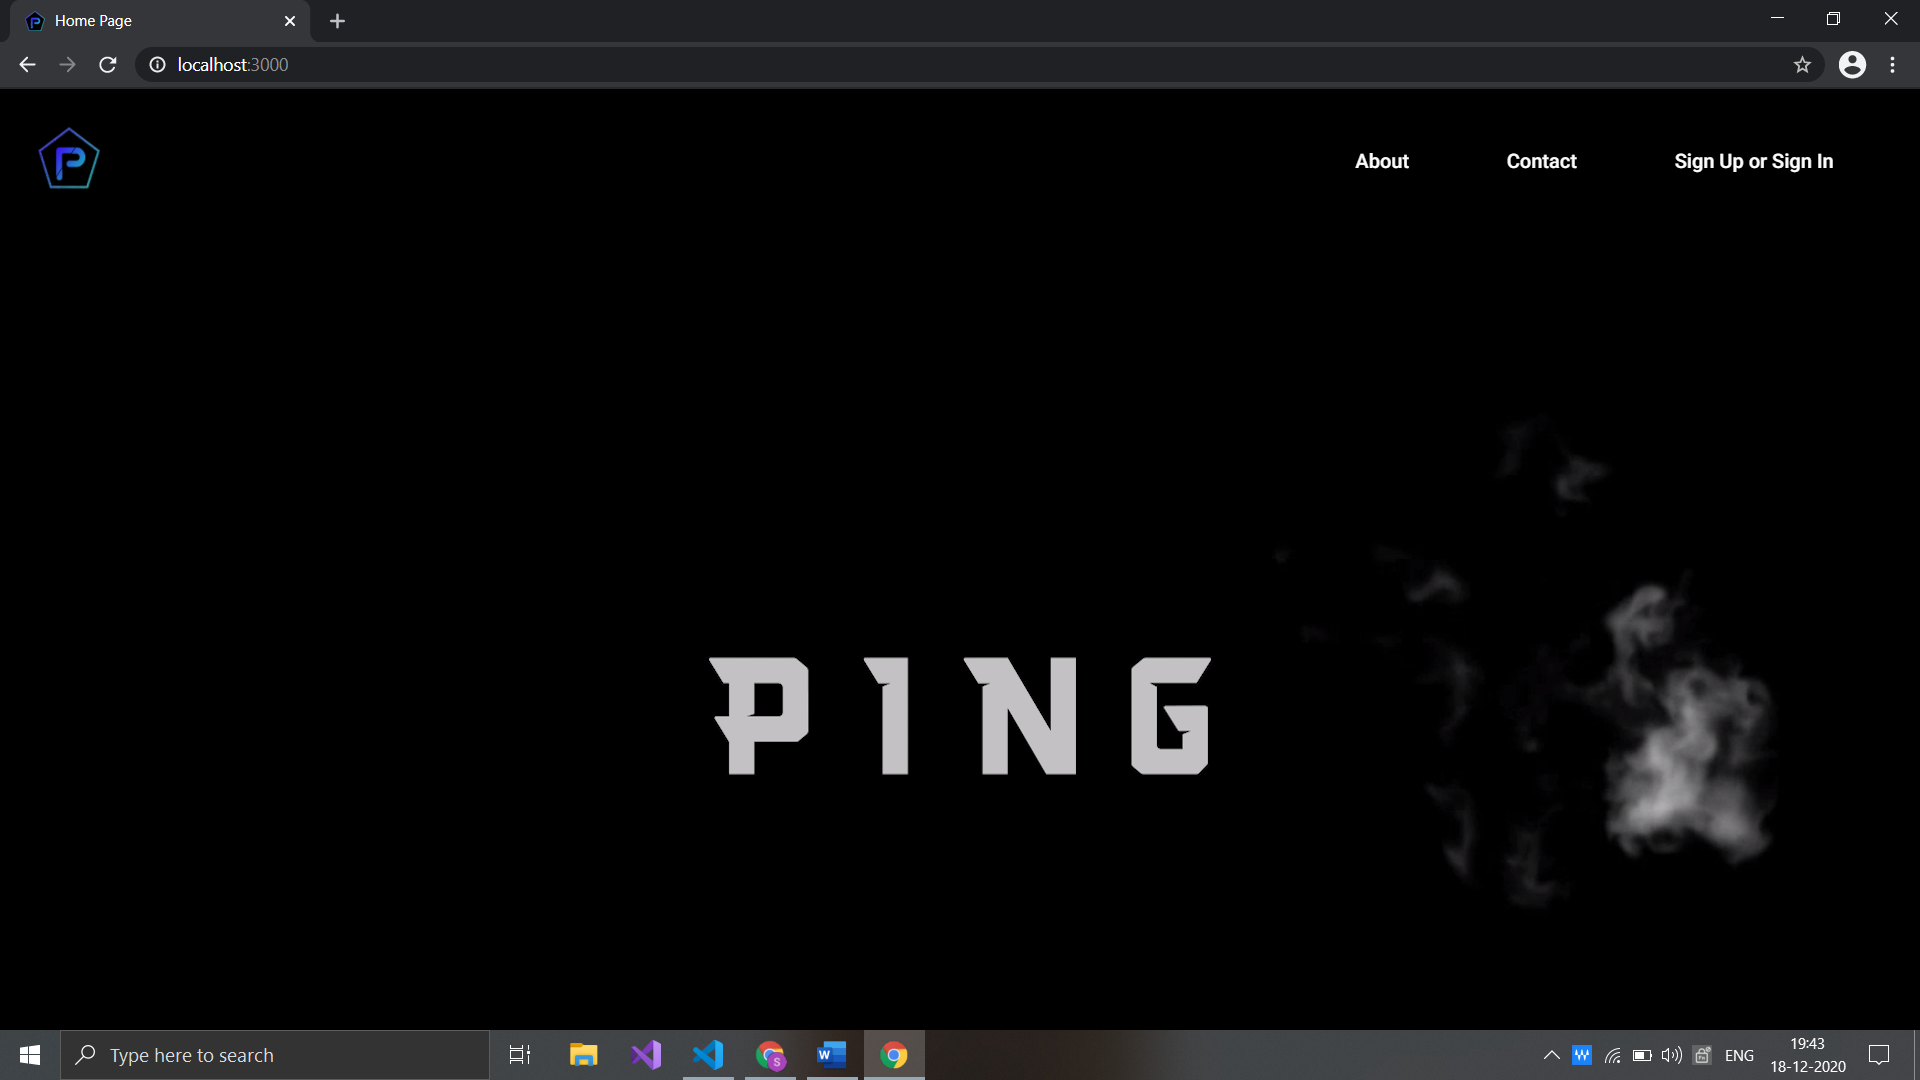 Home Page
localhost:3000
P
About
Contact
Sign Up or Sign In
PING
Type here to search
S
W
W
ENG
19:43
18-12-2020